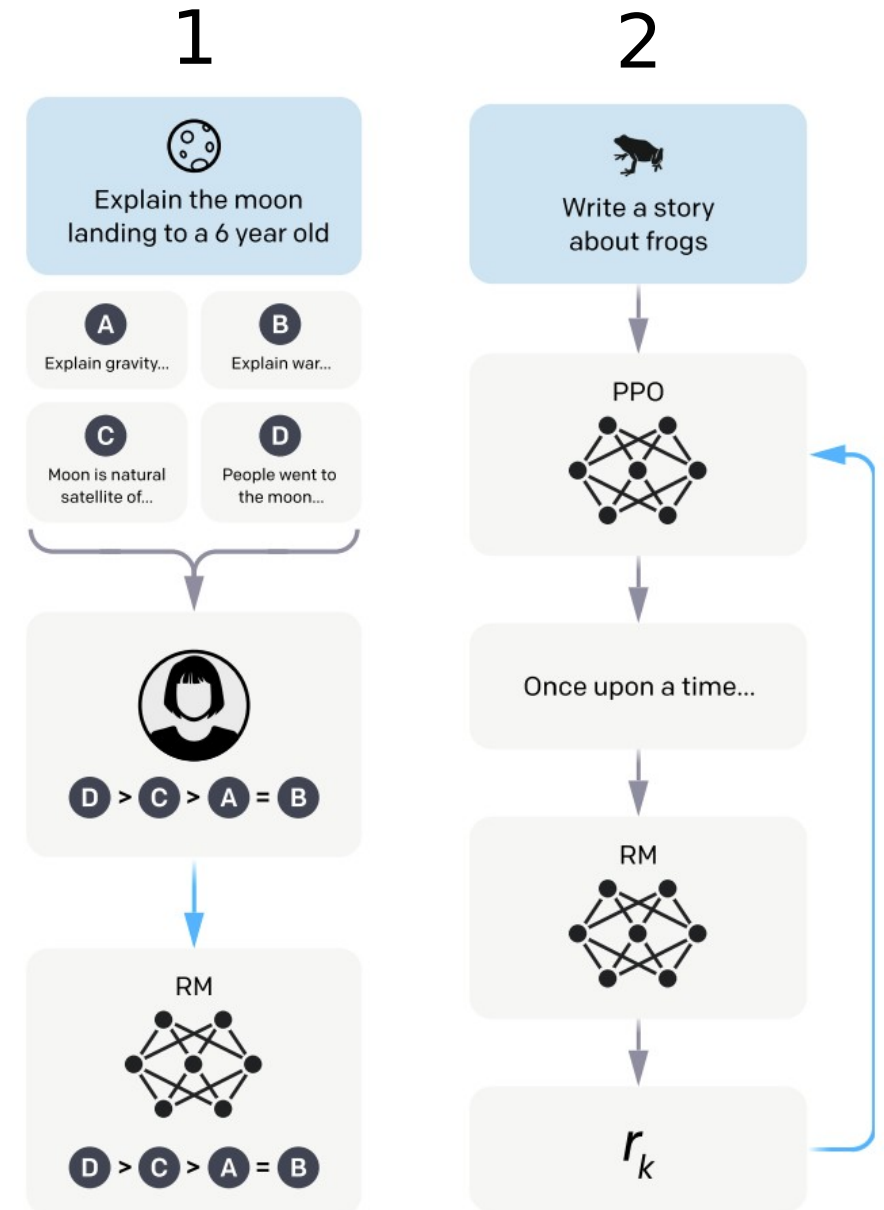 1
Explain the moon
landing to a 6 year old
A
Explain gravity...
B
Explain war...
C
Moon is natural
satellite of...
D
People went to
the moon...
D > C > A = B
RM
D > C > A = B
2
Write a story
about frogs
PPO
Once upon a time...
RM
rk